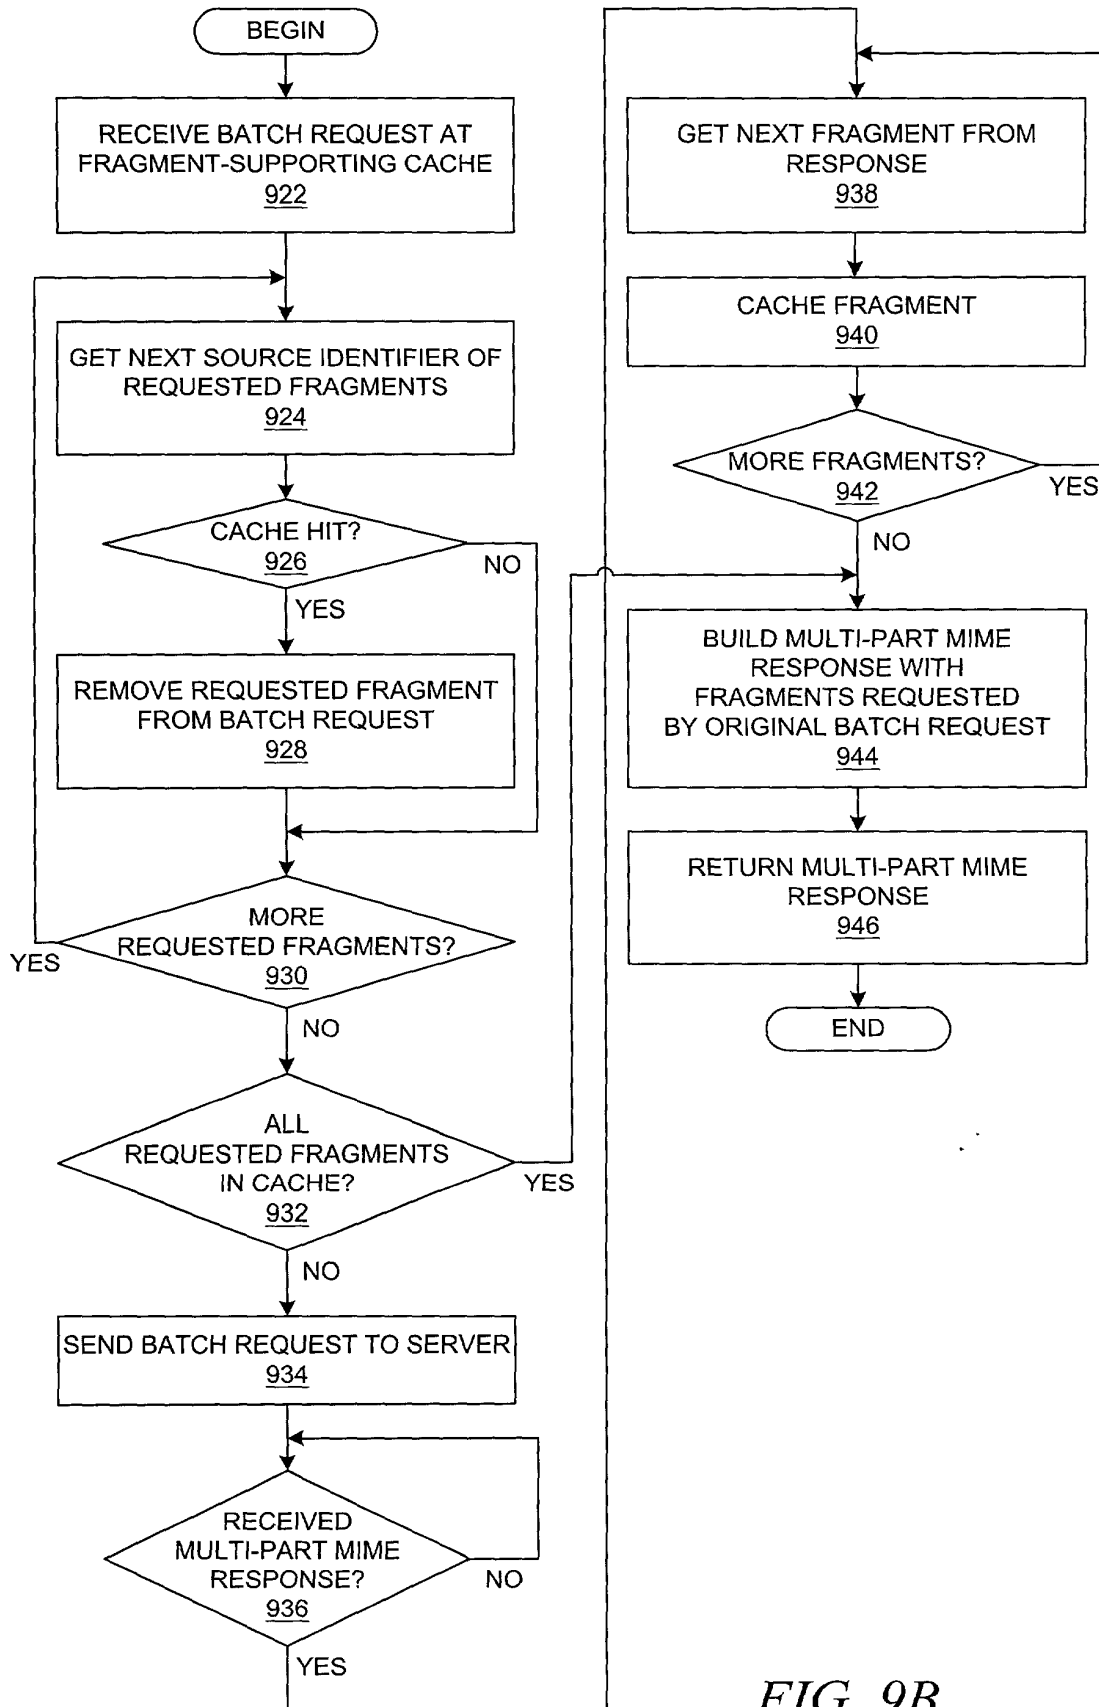 BEGIN
RECEIVE BATCH REQUEST AT
FRAGMENT-SUPPORTING CACHE
922
GET NEXT SOURCE IDENTIFIER OF
REQUESTED FRAGMENTS
924
CACHE HIT?
926
NO
YES
REMOVE REQUESTED FRAGMENT
FROM BATCH REQUEST
928
MORE
REQUESTED FRAGMENTS?
930
YES
NO
ALL
REQUESTED FRAGMENTS
IN CACHE?
932
YES
NO
SEND BATCH REQUEST TO SERVER
934
RECEIVED
MULTI-PART MIME
RESPONSE?
936
NO
YES
GET NEXT FRAGMENT FROM
RESPONSE
938
CACHE FRAGMENT
940
MORE FRAGMENTS?
942
YES
NO
BUILD MULTI-PART MIME
RESPONSE WITH
FRAGMENTS REQUESTED
BY ORIGINAL BATCH REQUEST
944
RETURN MULTI-PART MIME
RESPONSE
946
END
FIG. 9B